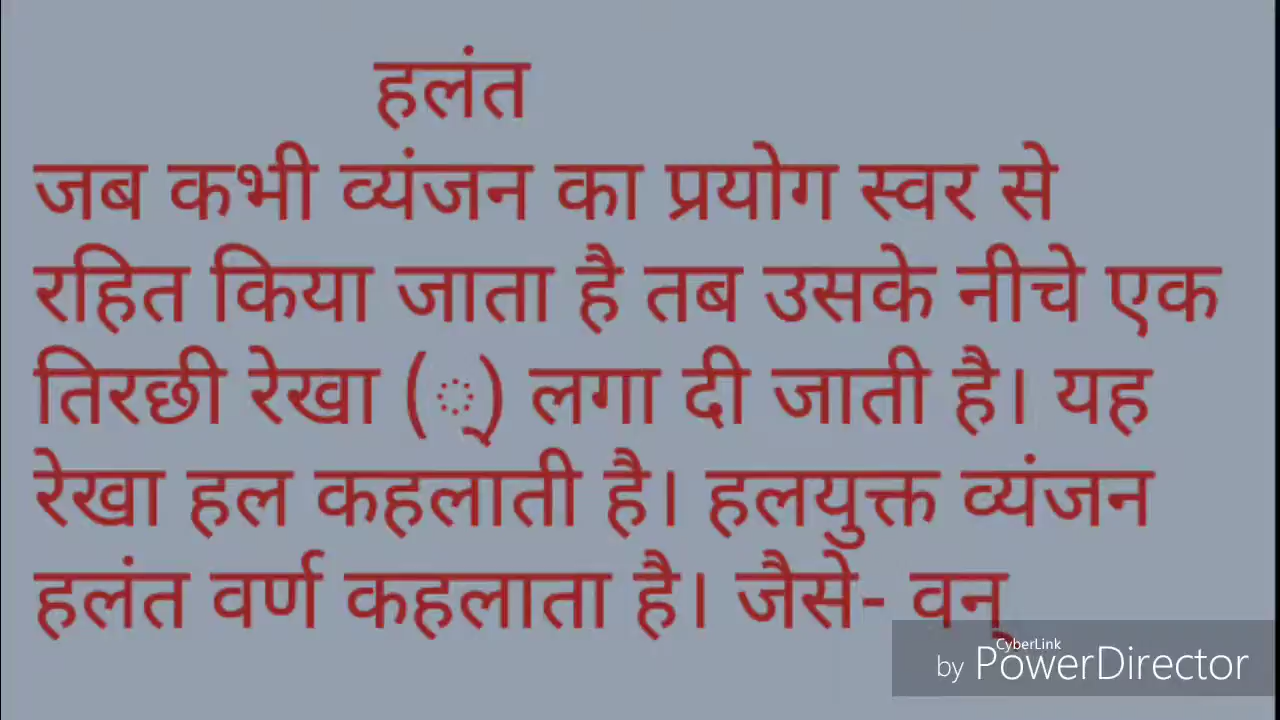 हलंत
जब कभी व्यंजन का प्रयोग स्वर से
रहित किया जाता है तब उसके नीचे एक
तिरछी रेखा (्) लगा दी जाती है। यह
रेखा हल कहलाती है। हलयुक्त व्यंजन
हलंत वर्ण कहलाता है। जैसे- वन्
CyberLink
by PowerDirector